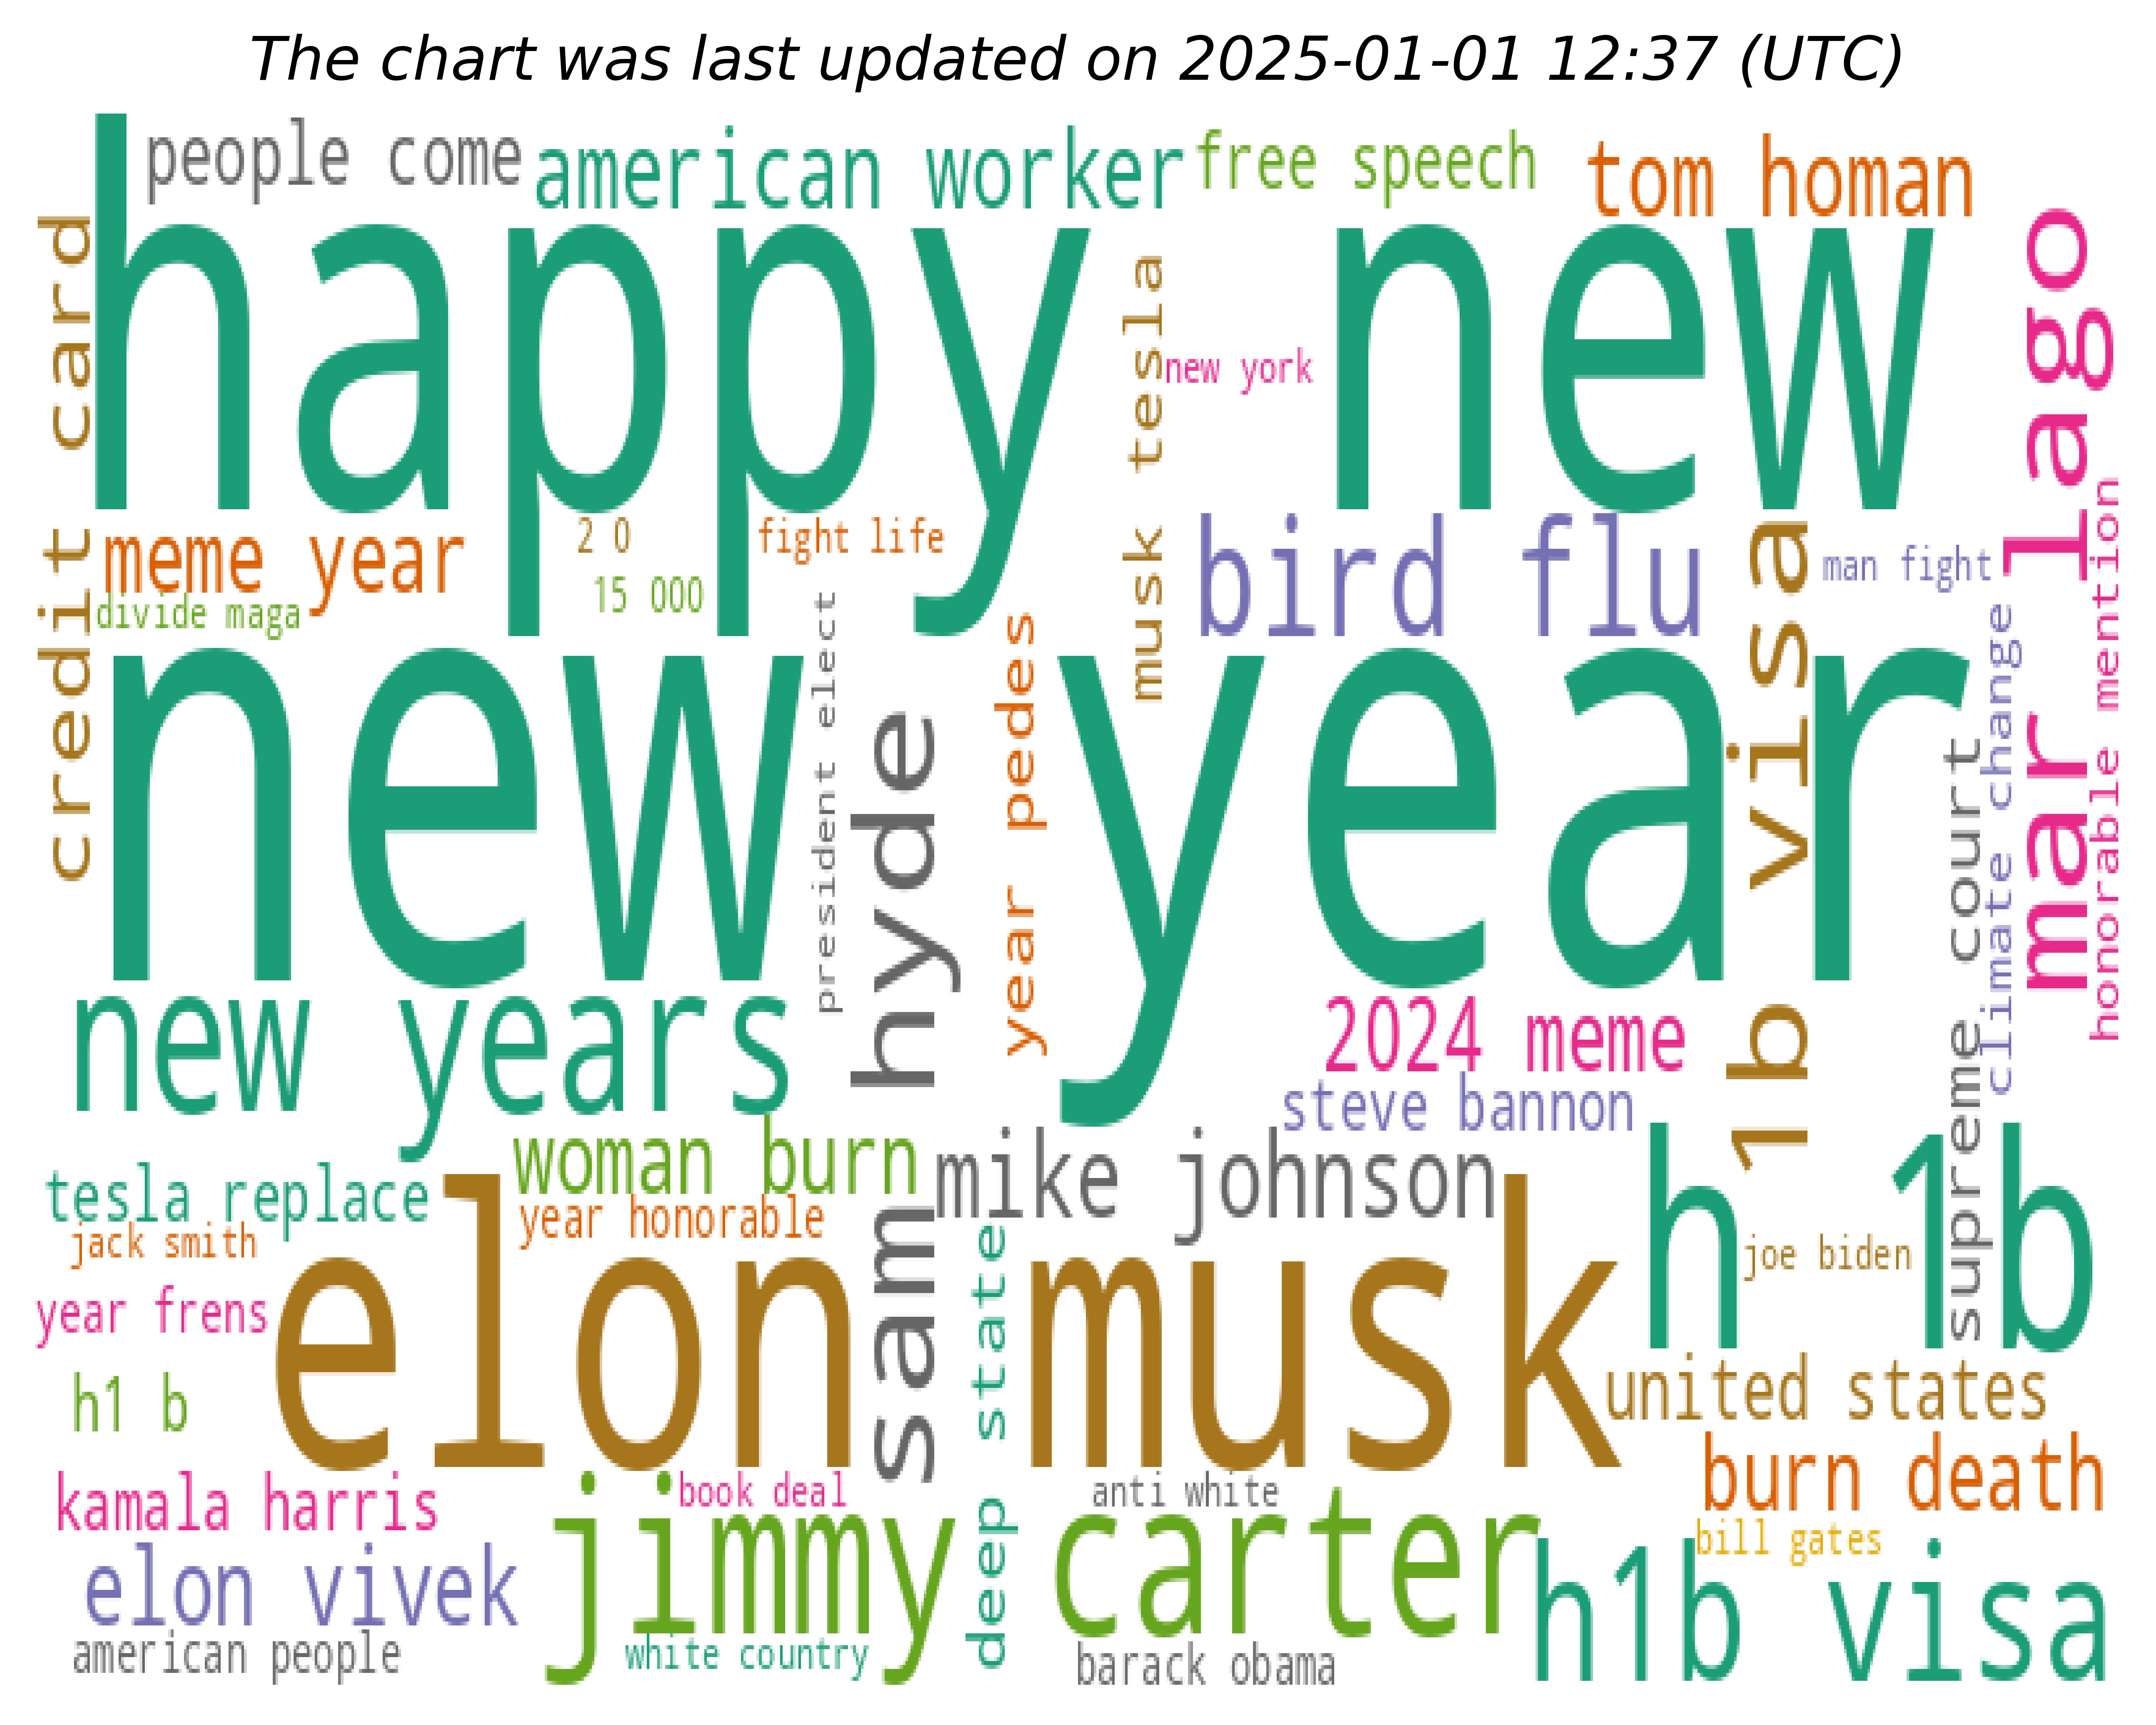 The chart was last updated on 2025-01-01 12:37 (UTC)
people come
american worker
free speech
tom homan
credit card
happy new
musk tesla
new york
mar lago
meme year
2 0
fight life
bird flu
man fight
15 000
divide maga
honorable mention
new year
president elect
sam hyde
year pedes
1b visa
climate change
supreme court
new years
2024 meme
steve bannon
woman burn
mike johnson
h 1b
tesla replace
year honorable
jack smith
deep state
joe biden
year frens
elon musk
h1 b
united states
kamala harris
book deal
anti white
burn death
jimmy carter
bill gates
elon vivek
h1b visa
american people
white country
barack obama